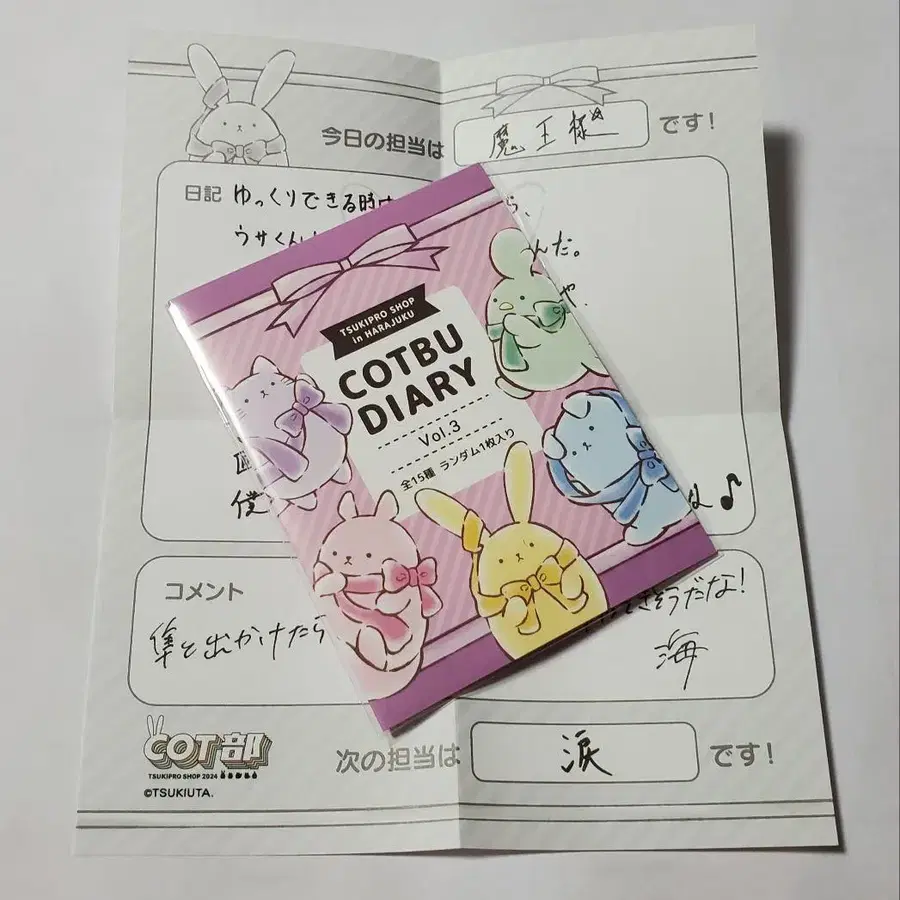 今日の担当は 魔王様 です！
日記 ゆっくりできる時
ら、
ウサくん
んだ。
や、
僕
♪
TSUKIPRO SHOP
in HARAJUKU
COTBU
DIARY
Vol.3
全15種 ランダム1枚入り
コメント
隼と出かけたら
そうだな！
海
COT部
TSUKIPRO SHOP 2024
©TSUKIUTA.
次の担当は 涙 です！